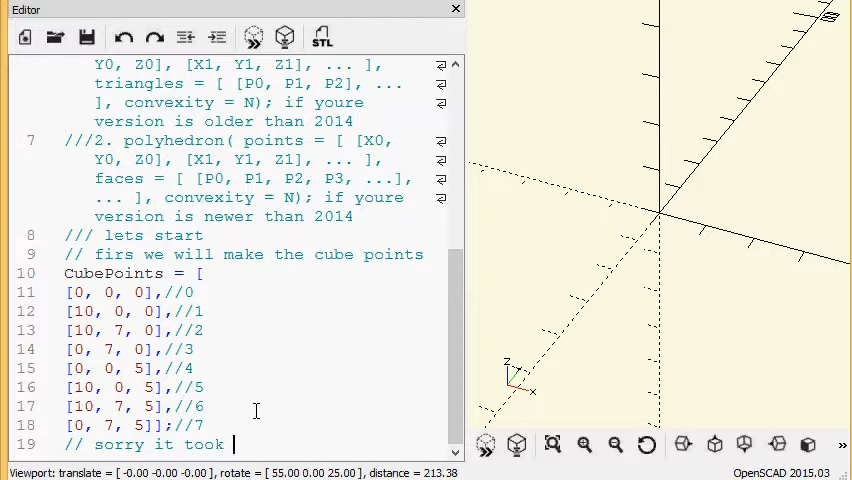 Editor
STL
Y0, Z0], [X1, Y1, Z1], ... ],
triangles = [ [P0, P1, P2], ...
], convexity = N); if youre
version is older than 2014
7 ///2. polyhedron( points = [ [X0,
Y0, Z0], [X1, Y1, Z1], ... ],
faces = [ [P0, P1, P2, P3, ...],
... ], convexity = N); if youre
version is newer than 2014
8 /// lets start
9 // firs we will make the cube points
10 CubePoints = [
11 [0, 0, 0],//0
12 [10, 0, 0],//1
13 [10, 7, 0],//2
14 [0, 7, 0],//3
15 [0, 0, 5],//4
16 [10, 0, 5],//5
17 [10, 7, 5],//6
18 [0, 7, 5]];//7
19 // sorry it took
Z
X
Viewport: translate = [ -0.00 -0.00 -0.00], rotate = [ 55.00 0.00 25.00], distance = 213.38
OpenSCAD 2015.03